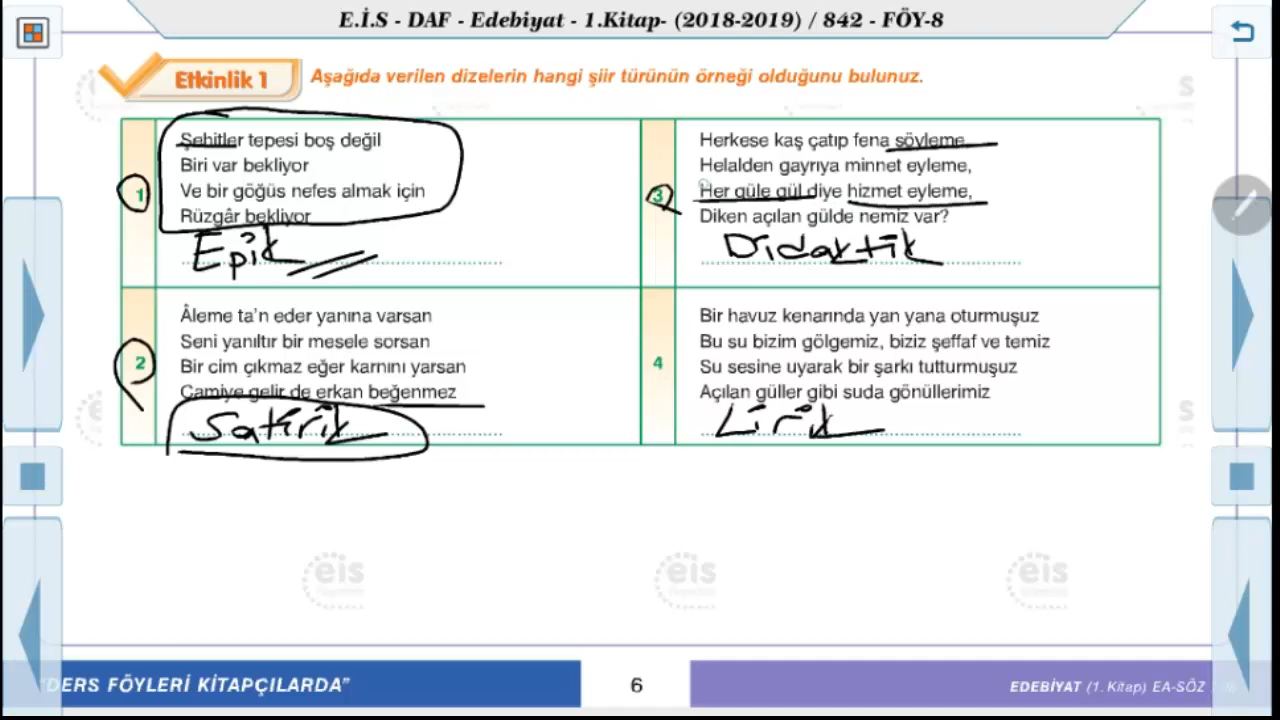 E.İ.S - DAF - Edebiyat - 1.Kitap- (2018-2019) / 842 - FÖY-8
Etkinlik 1
Aşağıda verilen dizelerin hangi şiir türünün örneği olduğunu bulunuz.
1
Şehitler tepesi boş değil
Biri var bekliyor
Ve bir göğüs nefes almak için
Rüzgâr bekliyor
Epik
2
Âleme ta'n eder yanına varsan
Seni yanıltır bir mesele sorsan
Bir cim çıkmaz eğer karnını yarsan
Camiye gelir de erkan beğenmez
Satirik
3
Herkese kaş çatıp fena söyleme,
Helalden gayrıya minnet eyleme,
Her güle gül diye hizmet eyleme,
Diken açılan gülde nemiz var?
Didaktik
4
Bir havuz kenarında yan yana oturmuşuz
Bu su bizim gölgemiz, biziz şeffaf ve temiz
Su sesine uyarak bir şarkı tutturmuşuz
Açılan güller gibi suda gönüllerimiz
Lirik
eis
eis
eis
"DERS FÖYLERİ KİTAPÇILARDA"
6
EDEBİYAT (1. Kitap) EA-SÖZ